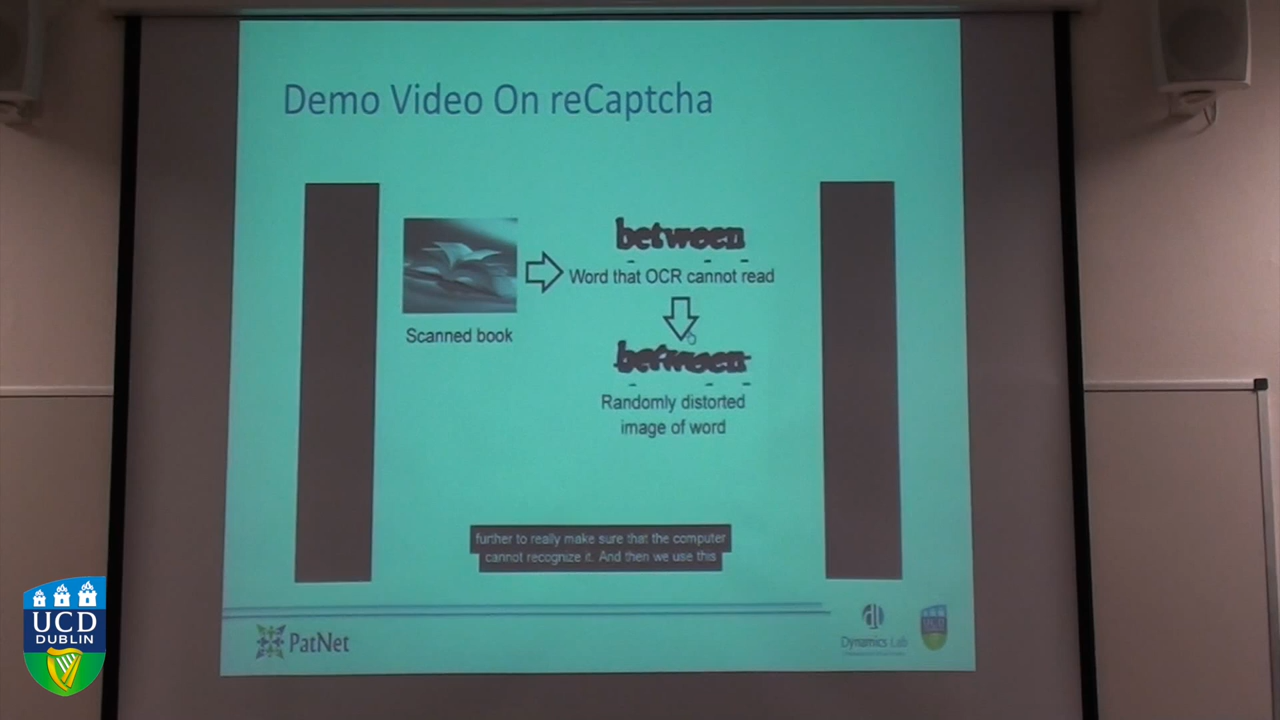 Demo Video On reCaptcha
between
Word that OCR cannot read
Scanned book
between
Randomly distorted
image of word
further to really make sure that the computer
cannot recognize it. And then we use this
PatNet
Dynamics Lab
UCD
UCD
DUBLIN